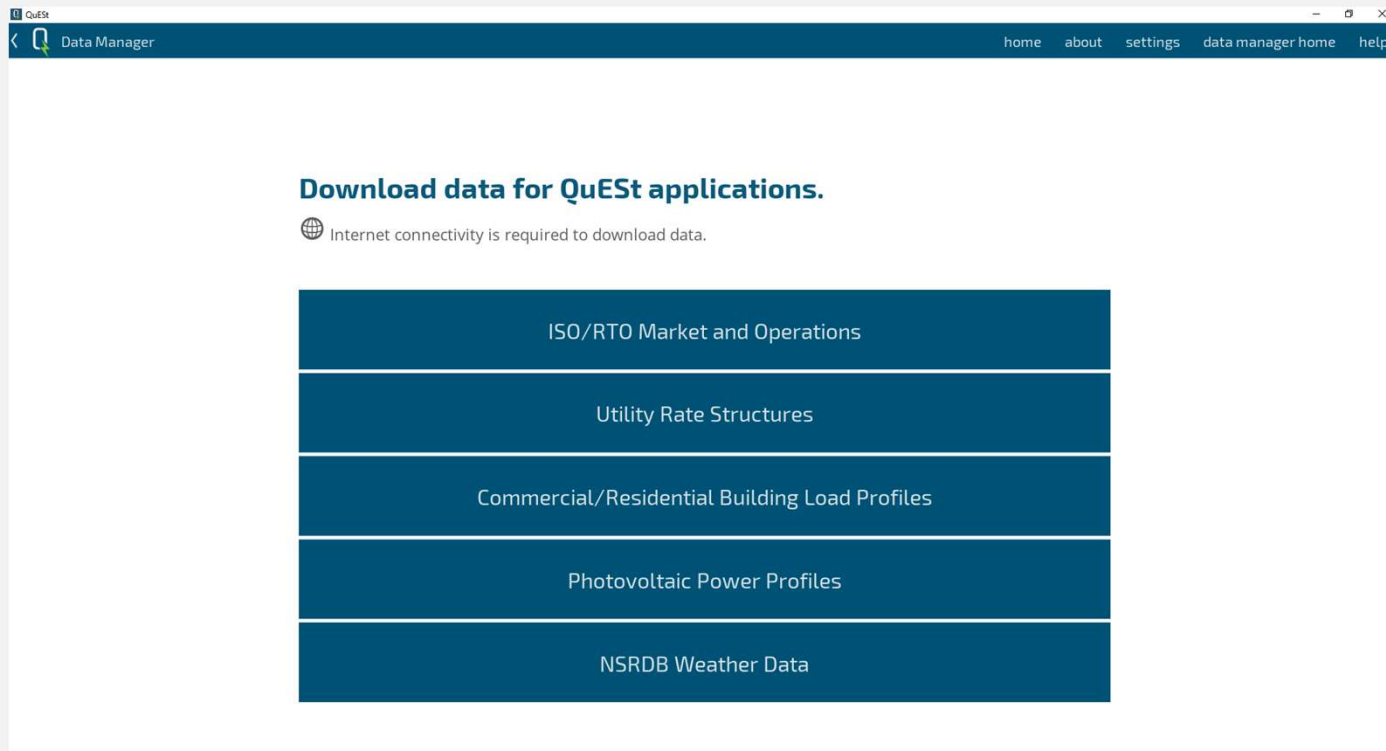 QuESt
Data Manager home about settings data manager home help
Download data for QuESt applications.
Internet connectivity is required to download data.
ISO/RTO Market and Operations
Utility Rate Structures
Commercial/Residential Building Load Profiles
Photovoltaic Power Profiles
NSRDB Weather Data